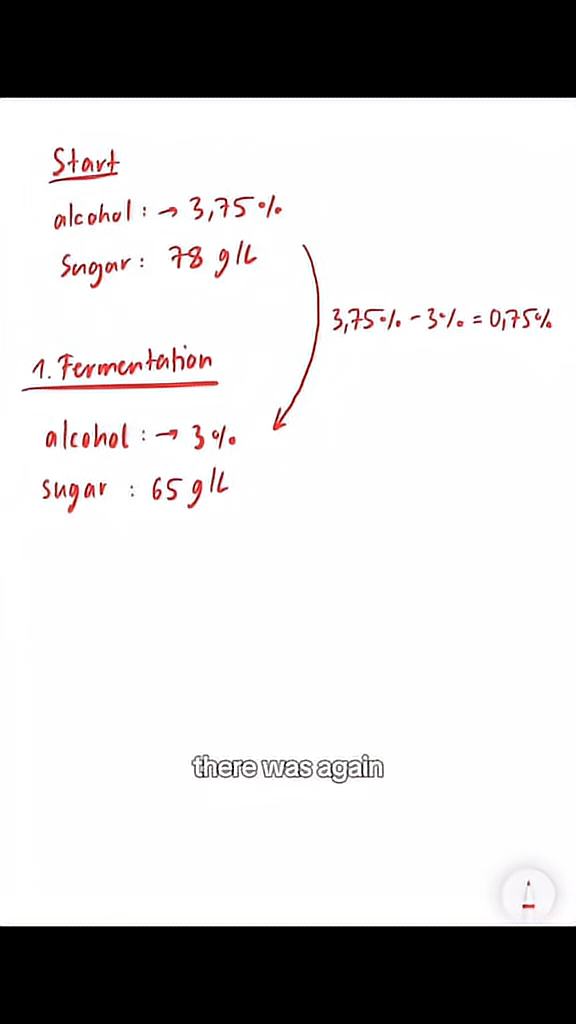 Start
alcohol : → 3,75%
Sugar : 78 g/L
3,75% - 3% = 0,75%
1. Fermentation
alcohol : → 3%
sugar : 65 g/L
there was again